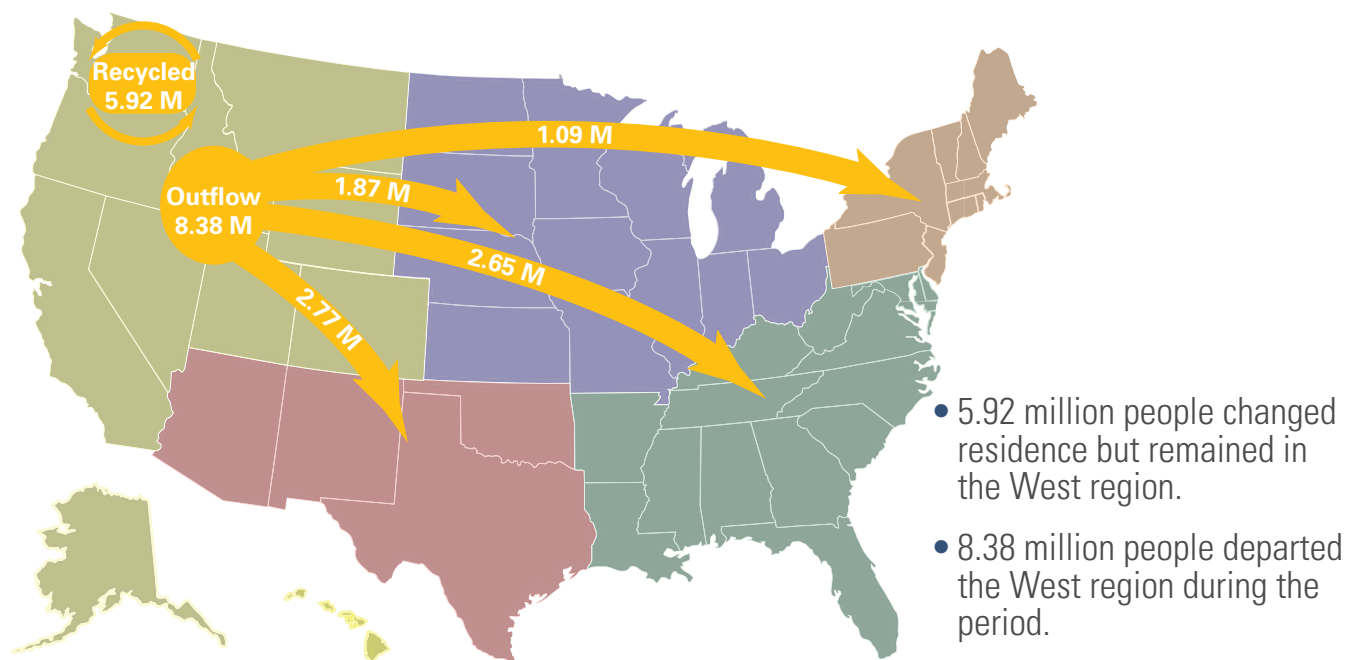 Recycled
5.92 M
Outflow
8.38 M
1.09 M
1.87 M
2.65 M
2.77 M
• 5.92 million people changed
residence but remained in
the West region.
• 8.38 million people departed
the West region during the
period.